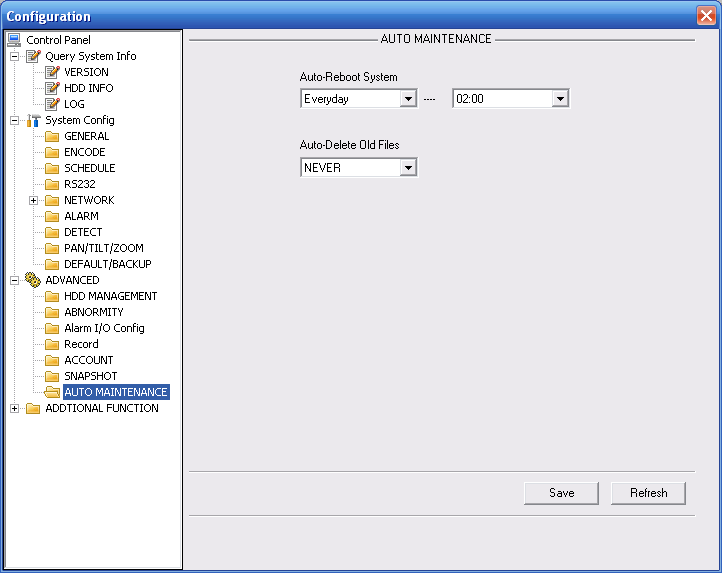 Configuration
Control Panel
Query System Info
VERSION
HDD INFO
LOG
System Config
GENERAL
ENCODE
SCHEDULE
RS232
NETWORK
ALARM
DETECT
PAN/TILT/ZOOM
DEFAULT/BACKUP
ADVANCED
HDD MANAGEMENT
ABNORMITY
Alarm I/O Config
Record
ACCOUNT
SNAPSHOT
AUTO MAINTENANCE
ADDTIONAL FUNCTION
AUTO MAINTENANCE
Auto-Reboot System
Everyday ---- 02:00
Auto-Delete Old Files
NEVER
Save Refresh